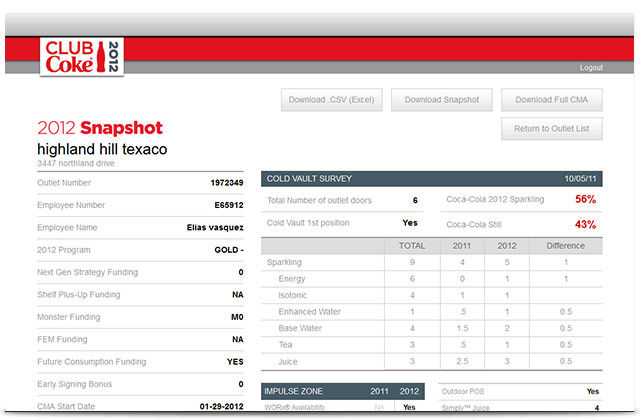 CLUB
Coke
2012
Logout
Download .CSV (Excel)
Download Snapshot
Download Full CMA
Return to Outlet List
2012 Snapshot
highland hill texaco
3447 northland drive
Outlet Number 1972349
Employee Number E65912
Employee Name Elias vasquez
2012 Program GOLD -
Next Gen Strategy Funding 0
Shelf Plus-Up Funding NA
Monster Funding M0
FEM Funding NA
Future Consumption Funding YES
Early Signing Bonus 0
CMA Start Date 01-29-2012
COLD VAULT SURVEY 10/05/11
Total Number of outlet doors 6
Coca-Cola 2012 Sparkling 56%
Cold Vault 1st position Yes
Coca-Cola Still 43%
TOTAL 2011 2012 Difference
Sparkling 9 4 5 1
Energy 6 0 1 1
Isotonic 4 1 1
Enhanced Water 1 .5 1 0.5
Base Water 4 1.5 2 0.5
Tea 3 .5 1 0.5
Juice 3 2.5 3 0.5
IMPULSE ZONE 2011 2012
WORx® Availability NA Yes
Outdoor POS Yes
Simply™ Juice 4